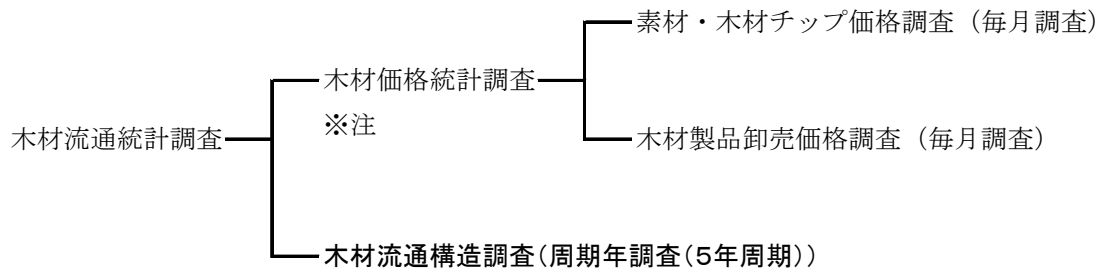 素材・木材チップ価格調査（毎月調査）
木材価格統計調査
※注
木材流通統計調査
木材製品卸売価格調査（毎月調査）
木材流通構造調査（周期年調査（５年周期））